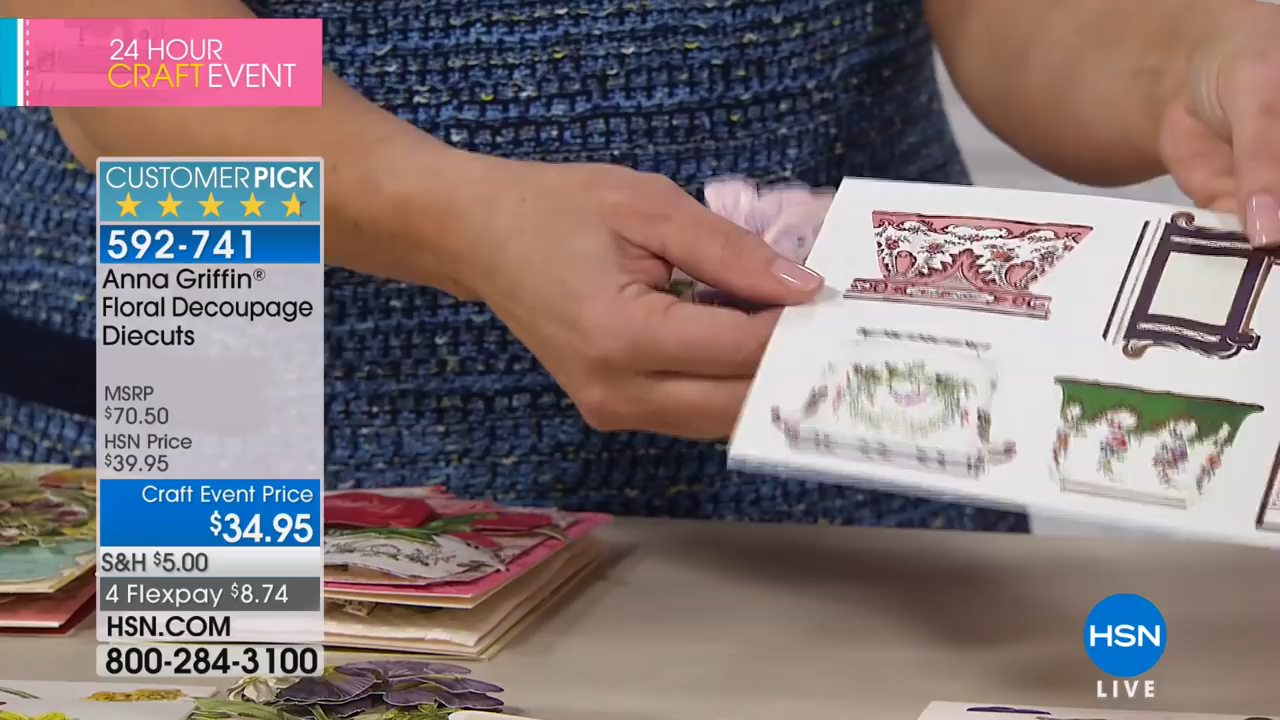 24 HOUR
CRAFT EVENT
CUSTOMER PICK
592-741
Anna Griffin®
Floral Decoupage
Diecuts
MSRP
$70.50
HSN Price
$39.95
Craft Event Price
$34.95
S&H $5.00
4 Flexpay $8.74
HSN.COM
800-284-3100
HSN
LIVE